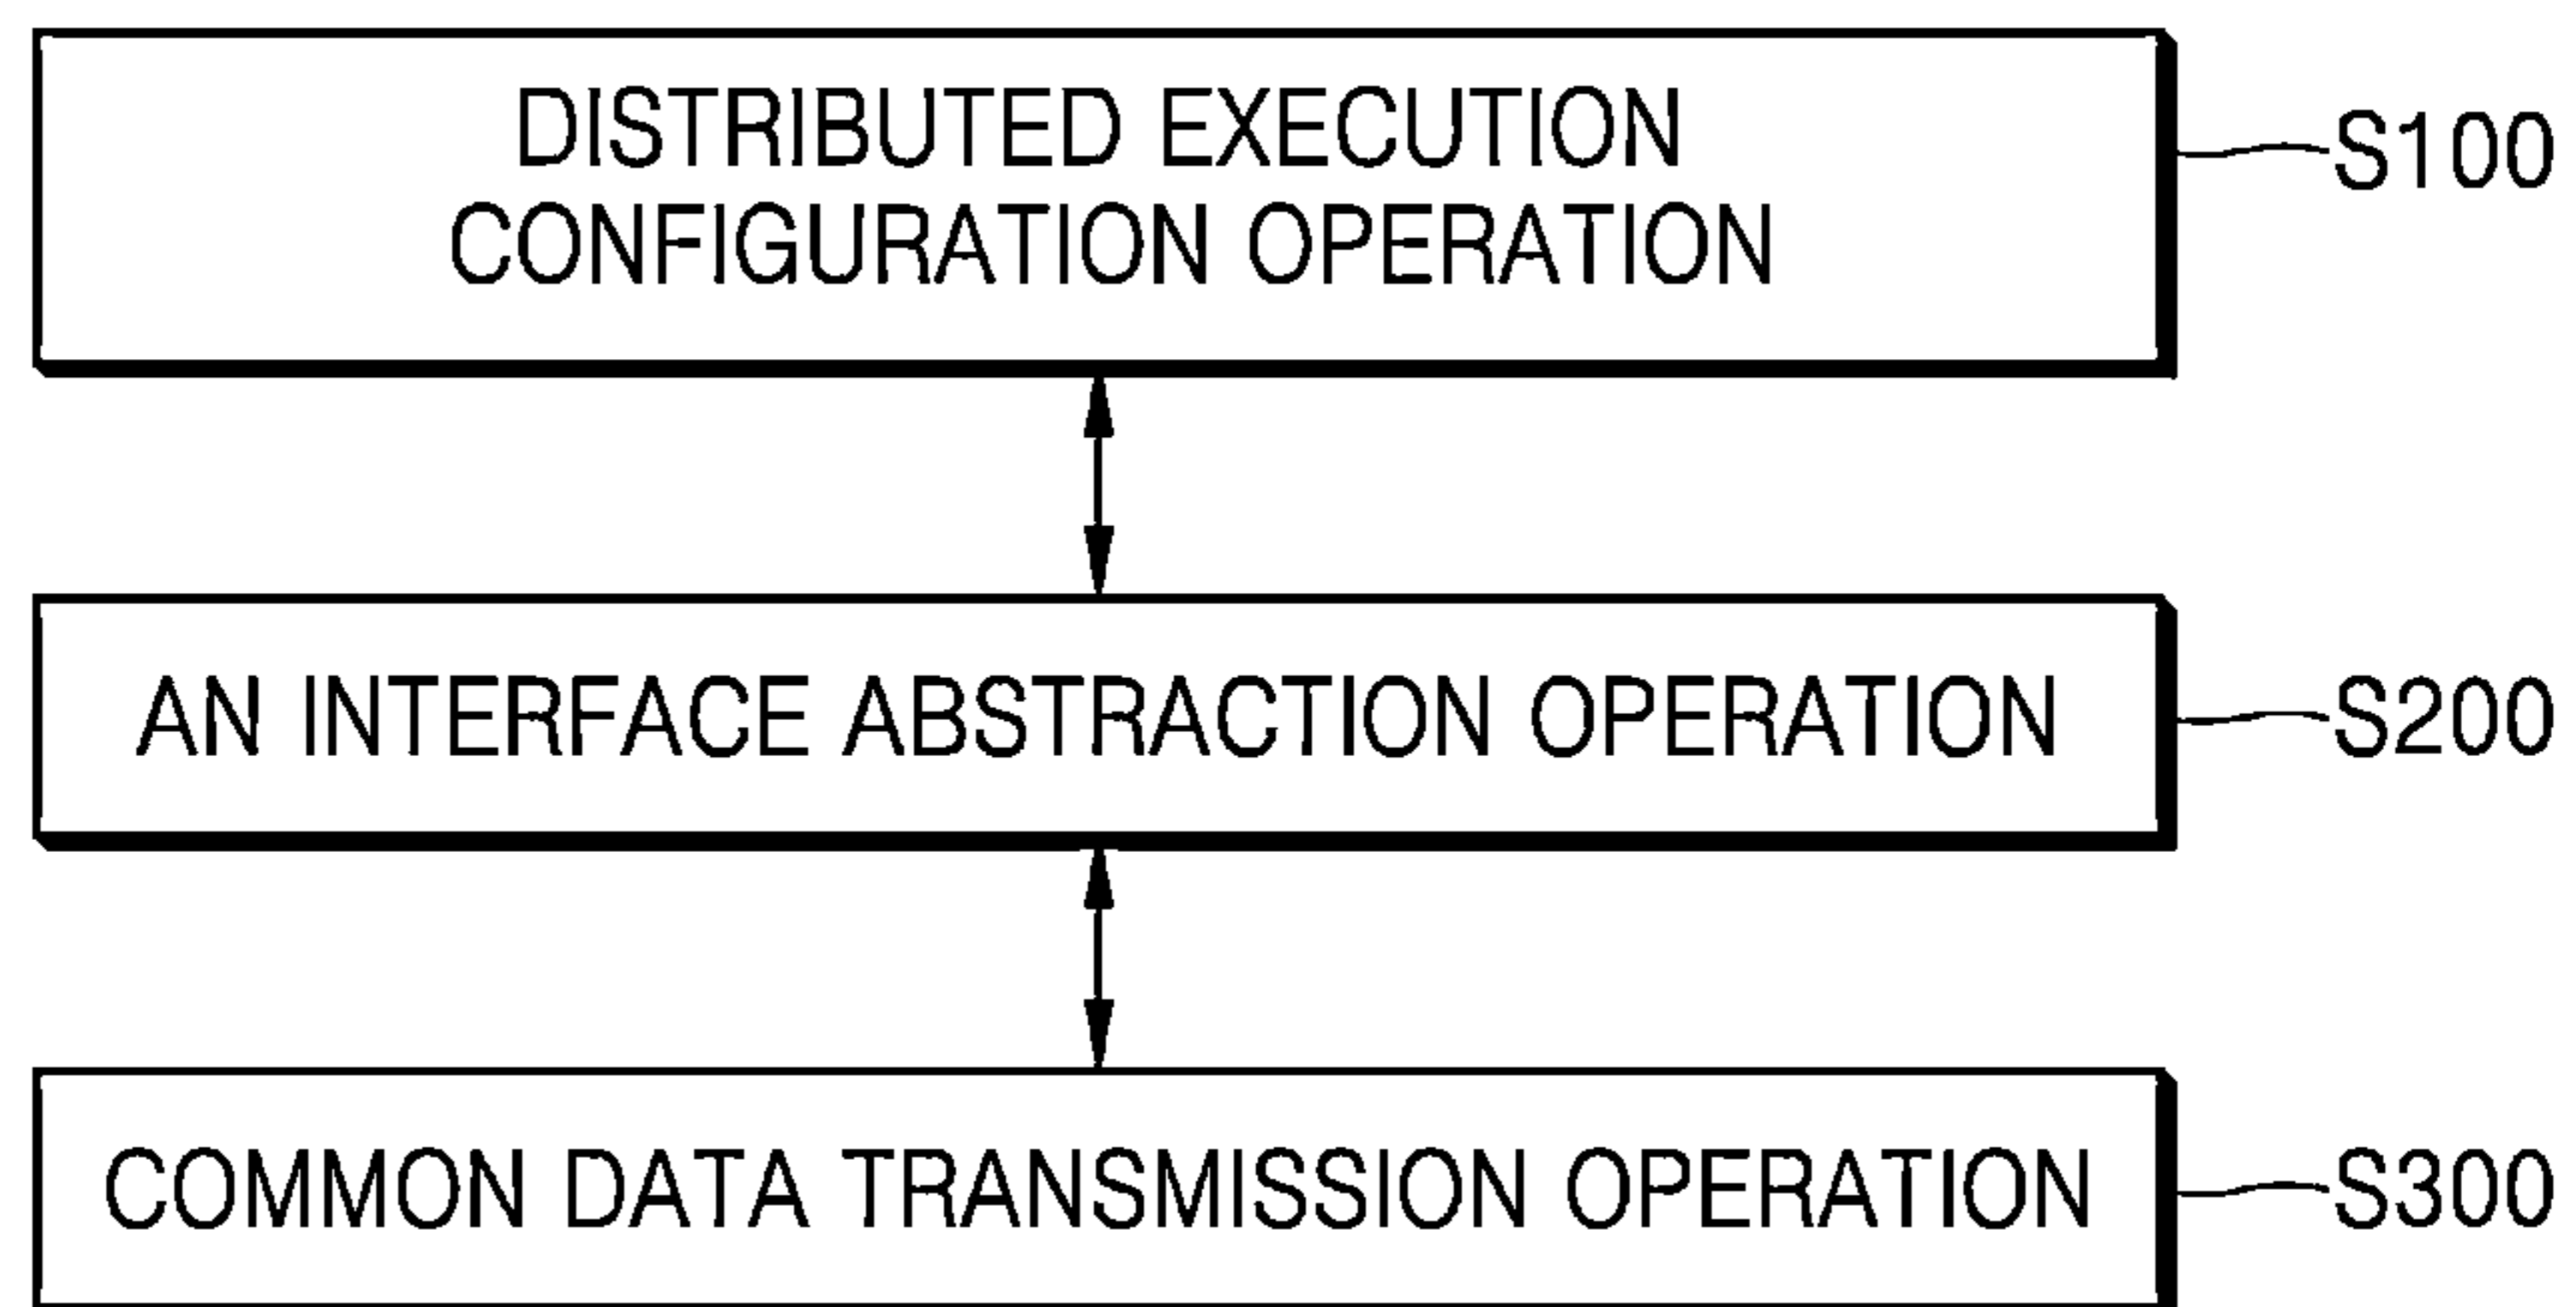 DISTRIBUTED EXECUTION
CONFIGURATION OPERATION
S100
AN INTERFACE ABSTRACTION OPERATION
S200
COMMON DATA TRANSMISSION OPERATION
S300